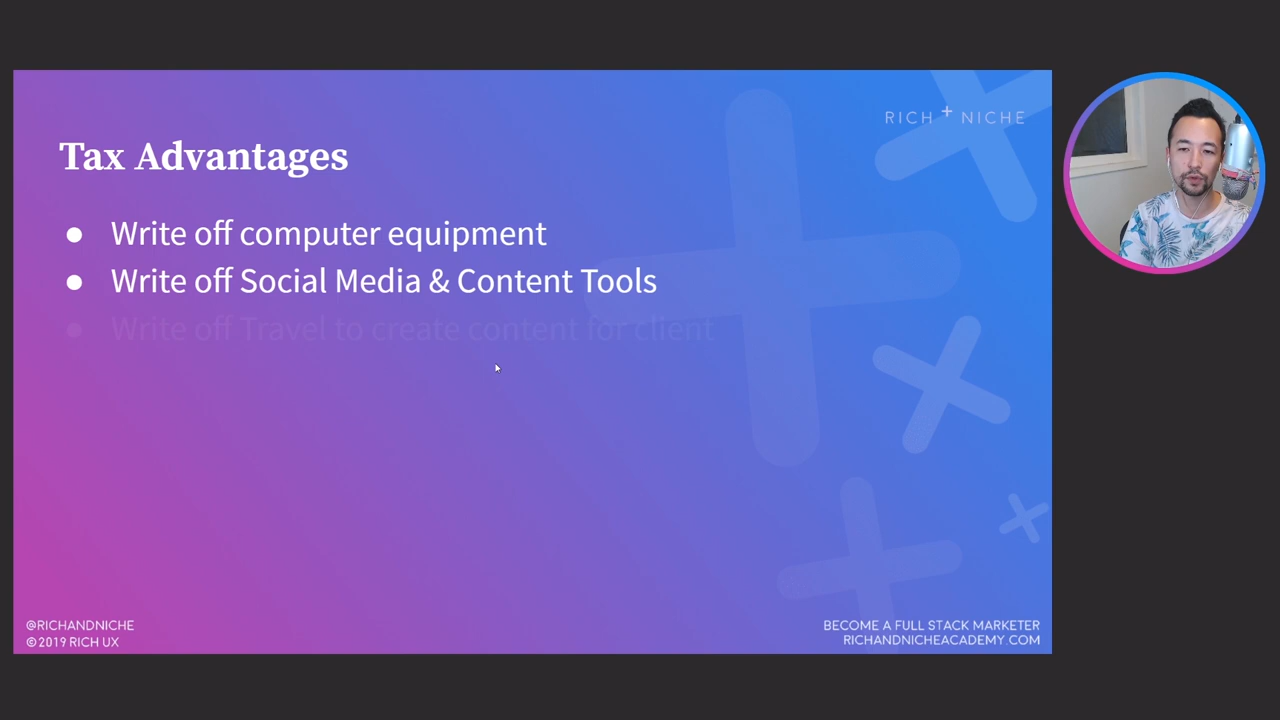 RICH + NICHE
Tax Advantages
● Write off computer equipment
● Write off Social Media & Content Tools
● Write off Travel to create content for client
@RICHANDNICHE
©2019 RICH UX
BECOME A FULL STACK MARKETER
RICHANDNICHEACADEMY.COM